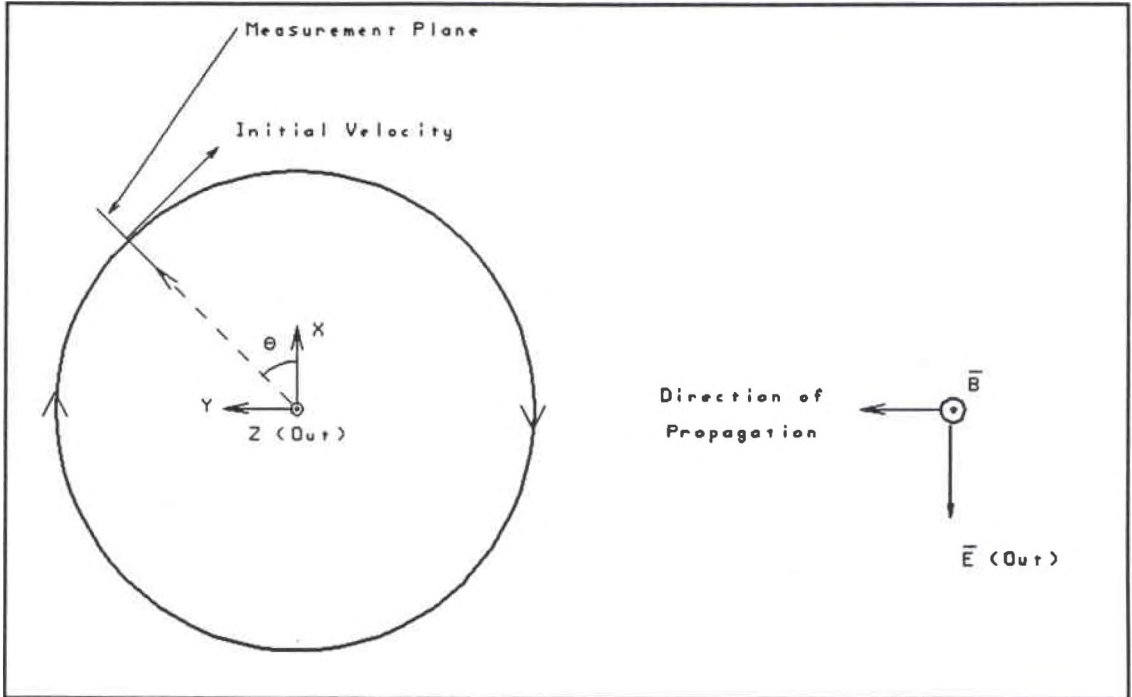 Measurement Plane
Initial Velocity
Θ
X
Y
Z (Out)
Direction of
Propagation
B
E (Out)